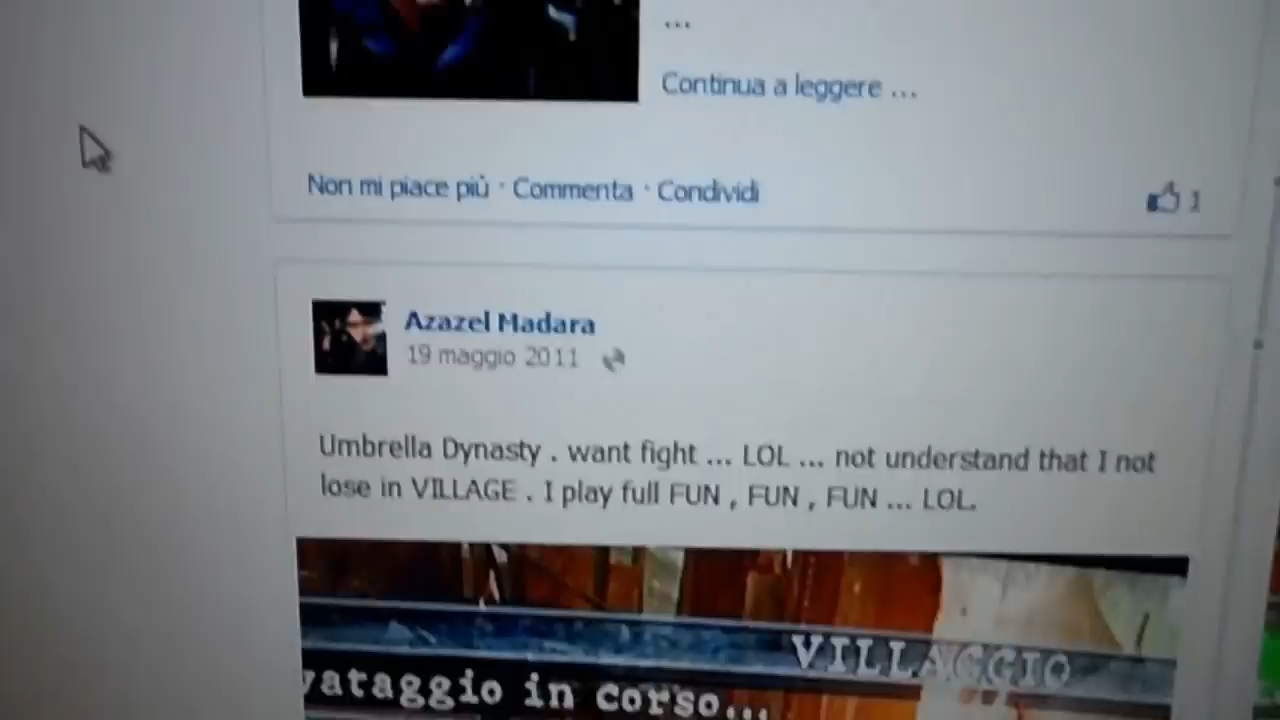 ...
Continua a leggere ...
Non mi piace più · Commenta · Condividi
1
Azazel Madara
19 maggio 2011
Umbrella Dynasty . want fight ... LOL ... not understand that I not
lose in VILLAGE . I play full FUN , FUN , FUN ... LOL.
VILLAGGIO
vataggio in corso...